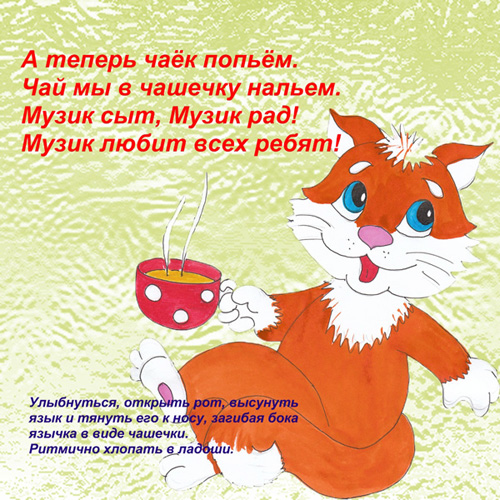 А теперь чаёк попьём.
Чай мы в чашечку нальем.
Музик сыт, Музик рад!
Музик любит всех ребят!
Улыбнуться, открыть рот, высунуть
язык и тянуть его к носу, загибая бока
язычка в виде чашечки.
Ритмично хлопать в ладоши.